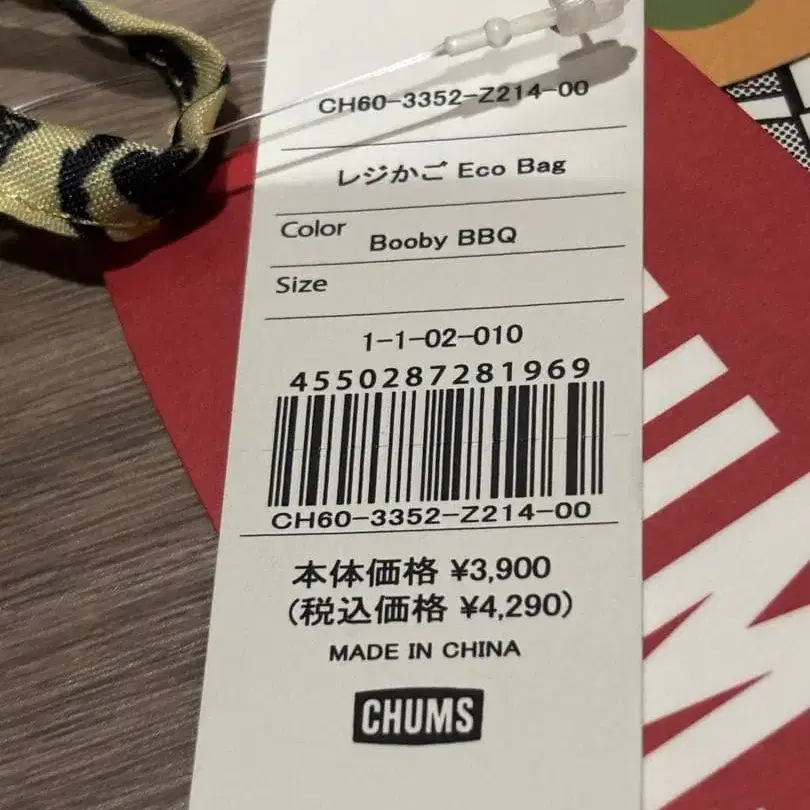 CH60-3352-Z214-00
レジかご Eco Bag
Color Booby BBQ
Size
1-1-02-010
4550287281969
CH60-3352-Z214-00
本体価格 ¥3,900
(税込価格 ¥4,290)
MADE IN CHINA
CHUMS